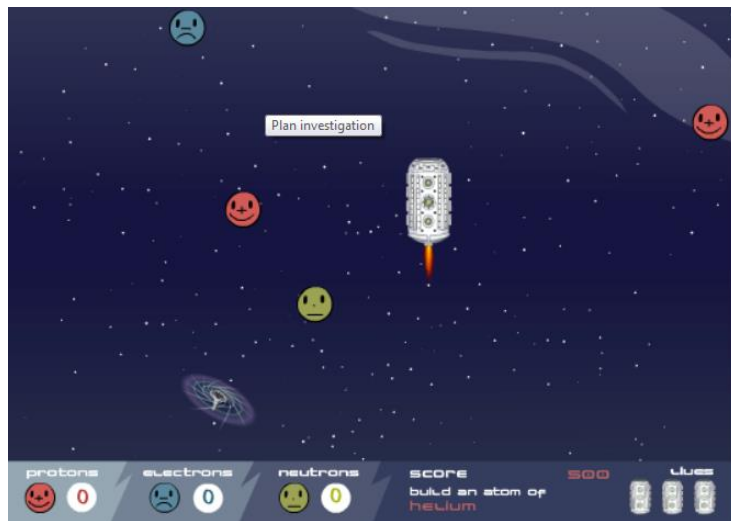 Plan investigation
protons
0
electrons
0
neutrons
0
score 500
build an atom of
helium
lives